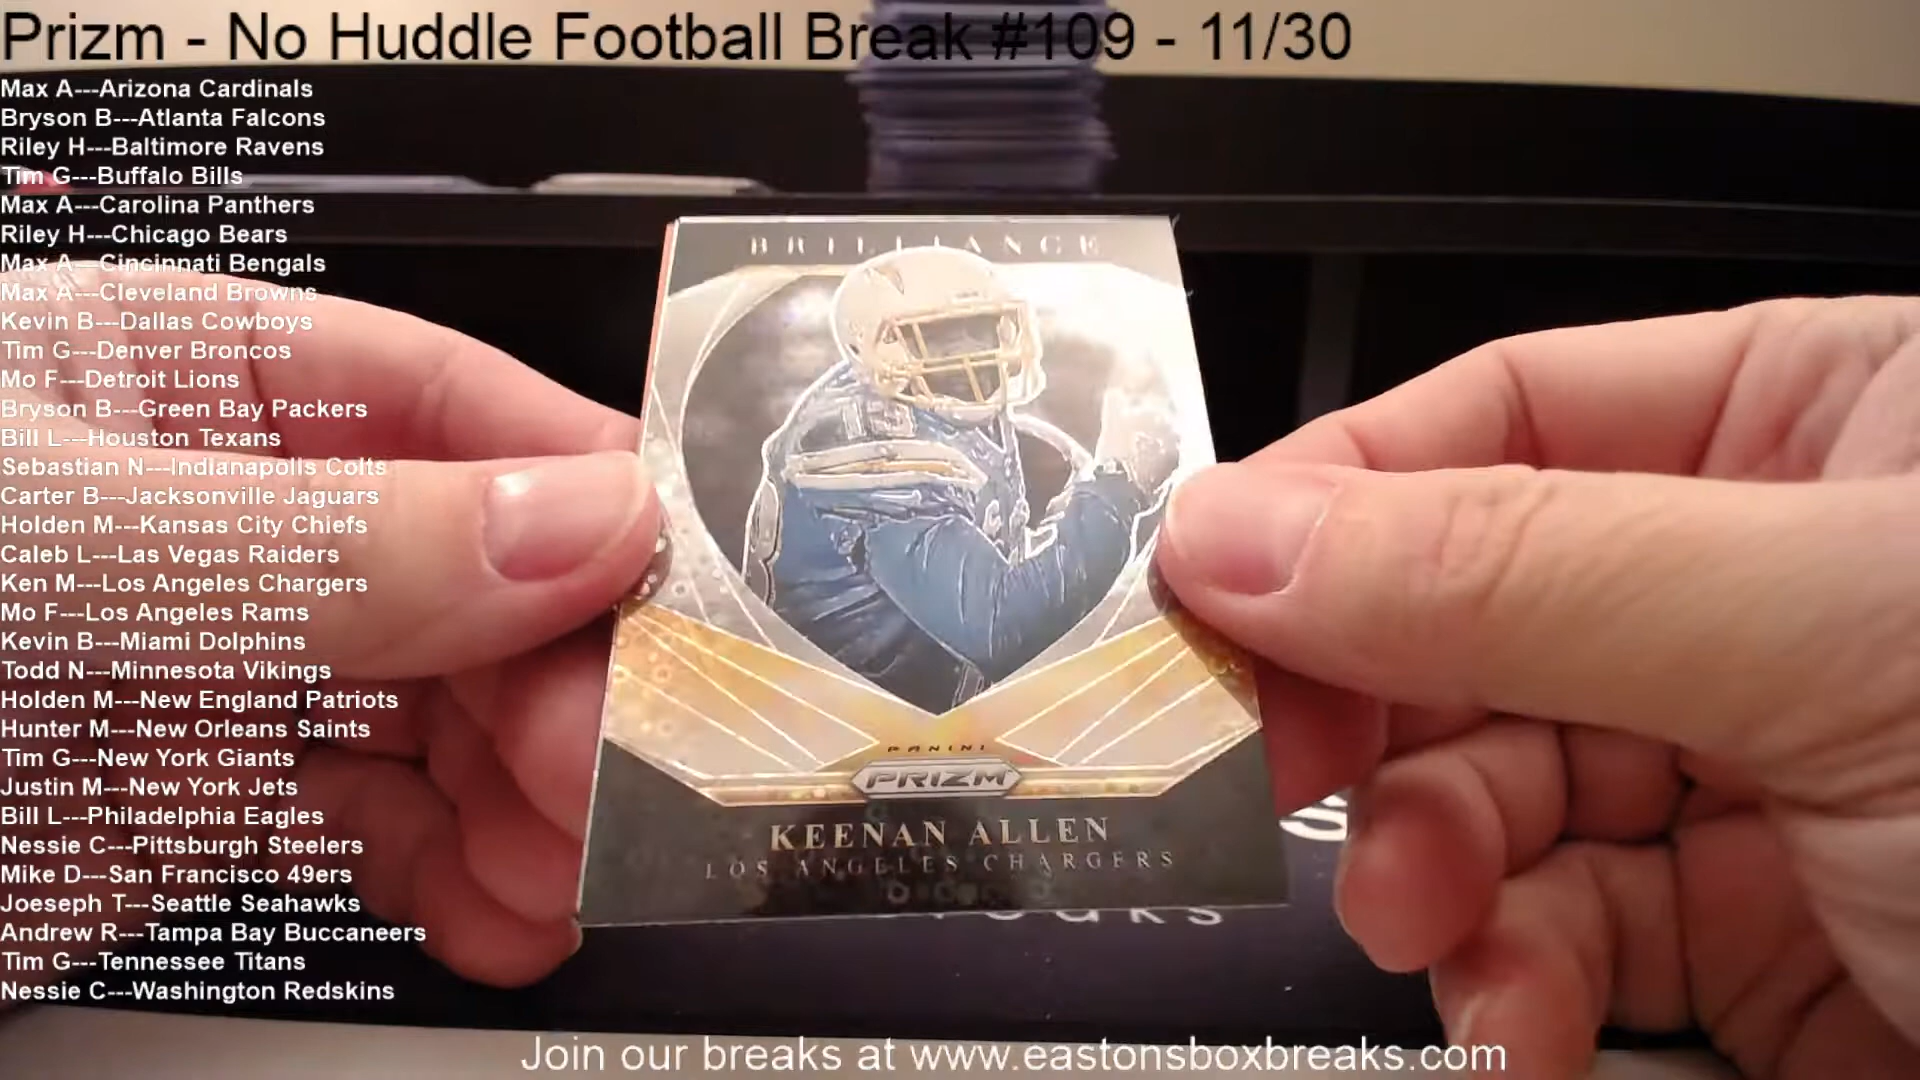 Prizm - No Huddle Football Break #109 - 11/30
Max A---Arizona Cardinals
Bryson B---Atlanta Falcons
Riley H---Baltimore Ravens
Tim G---Buffalo Bills
Max A---Carolina Panthers
Riley H---Chicago Bears
Max A---Cincinnati Bengals
Max A---Cleveland Browns
Kevin B---Dallas Cowboys
Tim G---Denver Broncos
Mo F---Detroit Lions
Bryson B---Green Bay Packers
Bill L---Houston Texans
Sebastian N---Indianapolis Colts
Carter B---Jacksonville Jaguars
Holden M---Kansas City Chiefs
Caleb L---Las Vegas Raiders
Ken M---Los Angeles Chargers
Mo F---Los Angeles Rams
Kevin B---Miami Dolphins
Todd N---Minnesota Vikings
Holden M---New England Patriots
Hunter M---New Orleans Saints
Tim G---New York Giants
Justin M---New York Jets
Bill L---Philadelphia Eagles
Nessie C---Pittsburgh Steelers
Mike D---San Francisco 49ers
Joeseph T---Seattle Seahawks
Andrew R---Tampa Bay Buccaneers
Tim G---Tennessee Titans
Nessie C---Washington Redskins
BRILLIANCE
13
PANINI
PRIZM
KEENAN ALLEN
LOS ANGELES CHARGERS
Join our breaks at www.eastonsboxbreaks.com